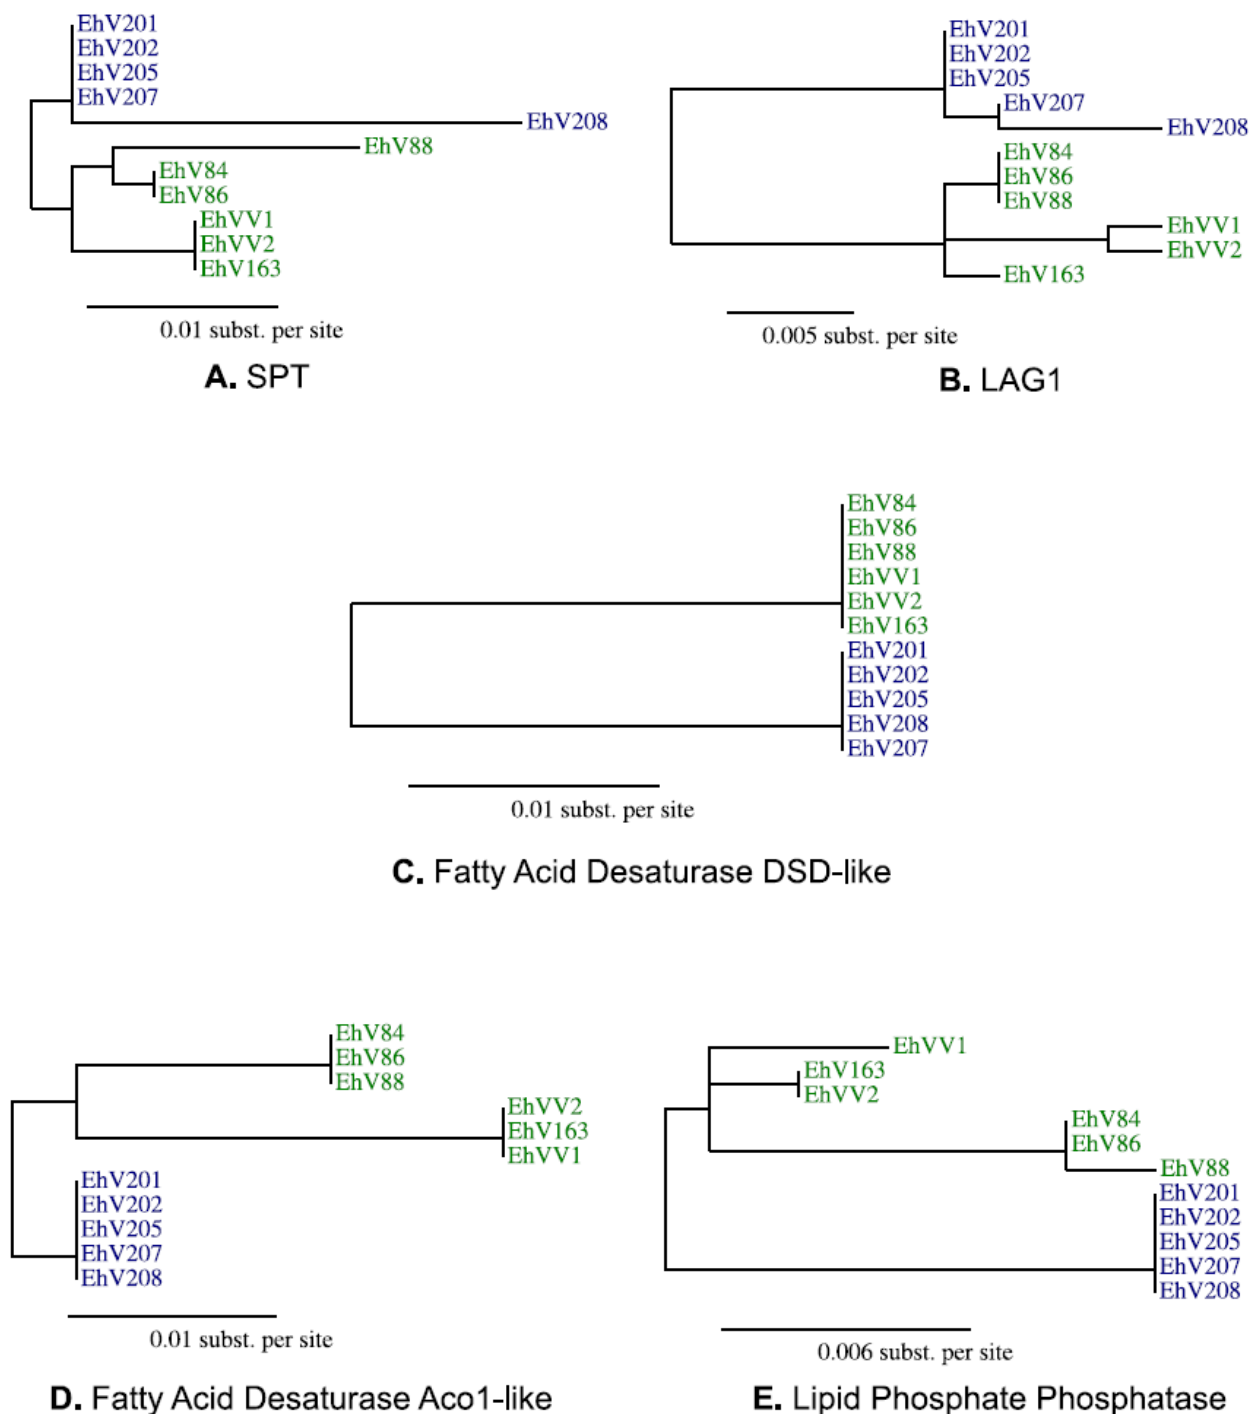 EhV201
EhV202
EhV205
EhV207
EhV208
EhV88
EhV84
EhV86
EhVV1
EhVV2
EhV163
0.01 subst. per site
A. SPT
EhV201
EhV202
EhV205
EhV207
EhV208
EhV84
EhV86
EhV88
EhVV1
EhVV2
EhV163
0.005 subst. per site
B. LAG1
EhV84
EhV86
EhV88
EhVV1
EhVV2
EhV163
EhV201
EhV202
EhV205
EhV208
EhV207
0.01 subst. per site
C. Fatty Acid Desaturase DSD-like
EhV84
EhV86
EhV88
EhVV2
EhV163
EhVV1
EhV201
EhV202
EhV205
EhV207
EhV208
0.01 subst. per site
D. Fatty Acid Desaturase Aco1-like
EhVV1
EhV163
EhVV2
EhV84
EhV86
EhV88
EhV201
EhV202
EhV205
EhV207
EhV208
0.006 subst. per site
E. Lipid Phosphate Phosphatase